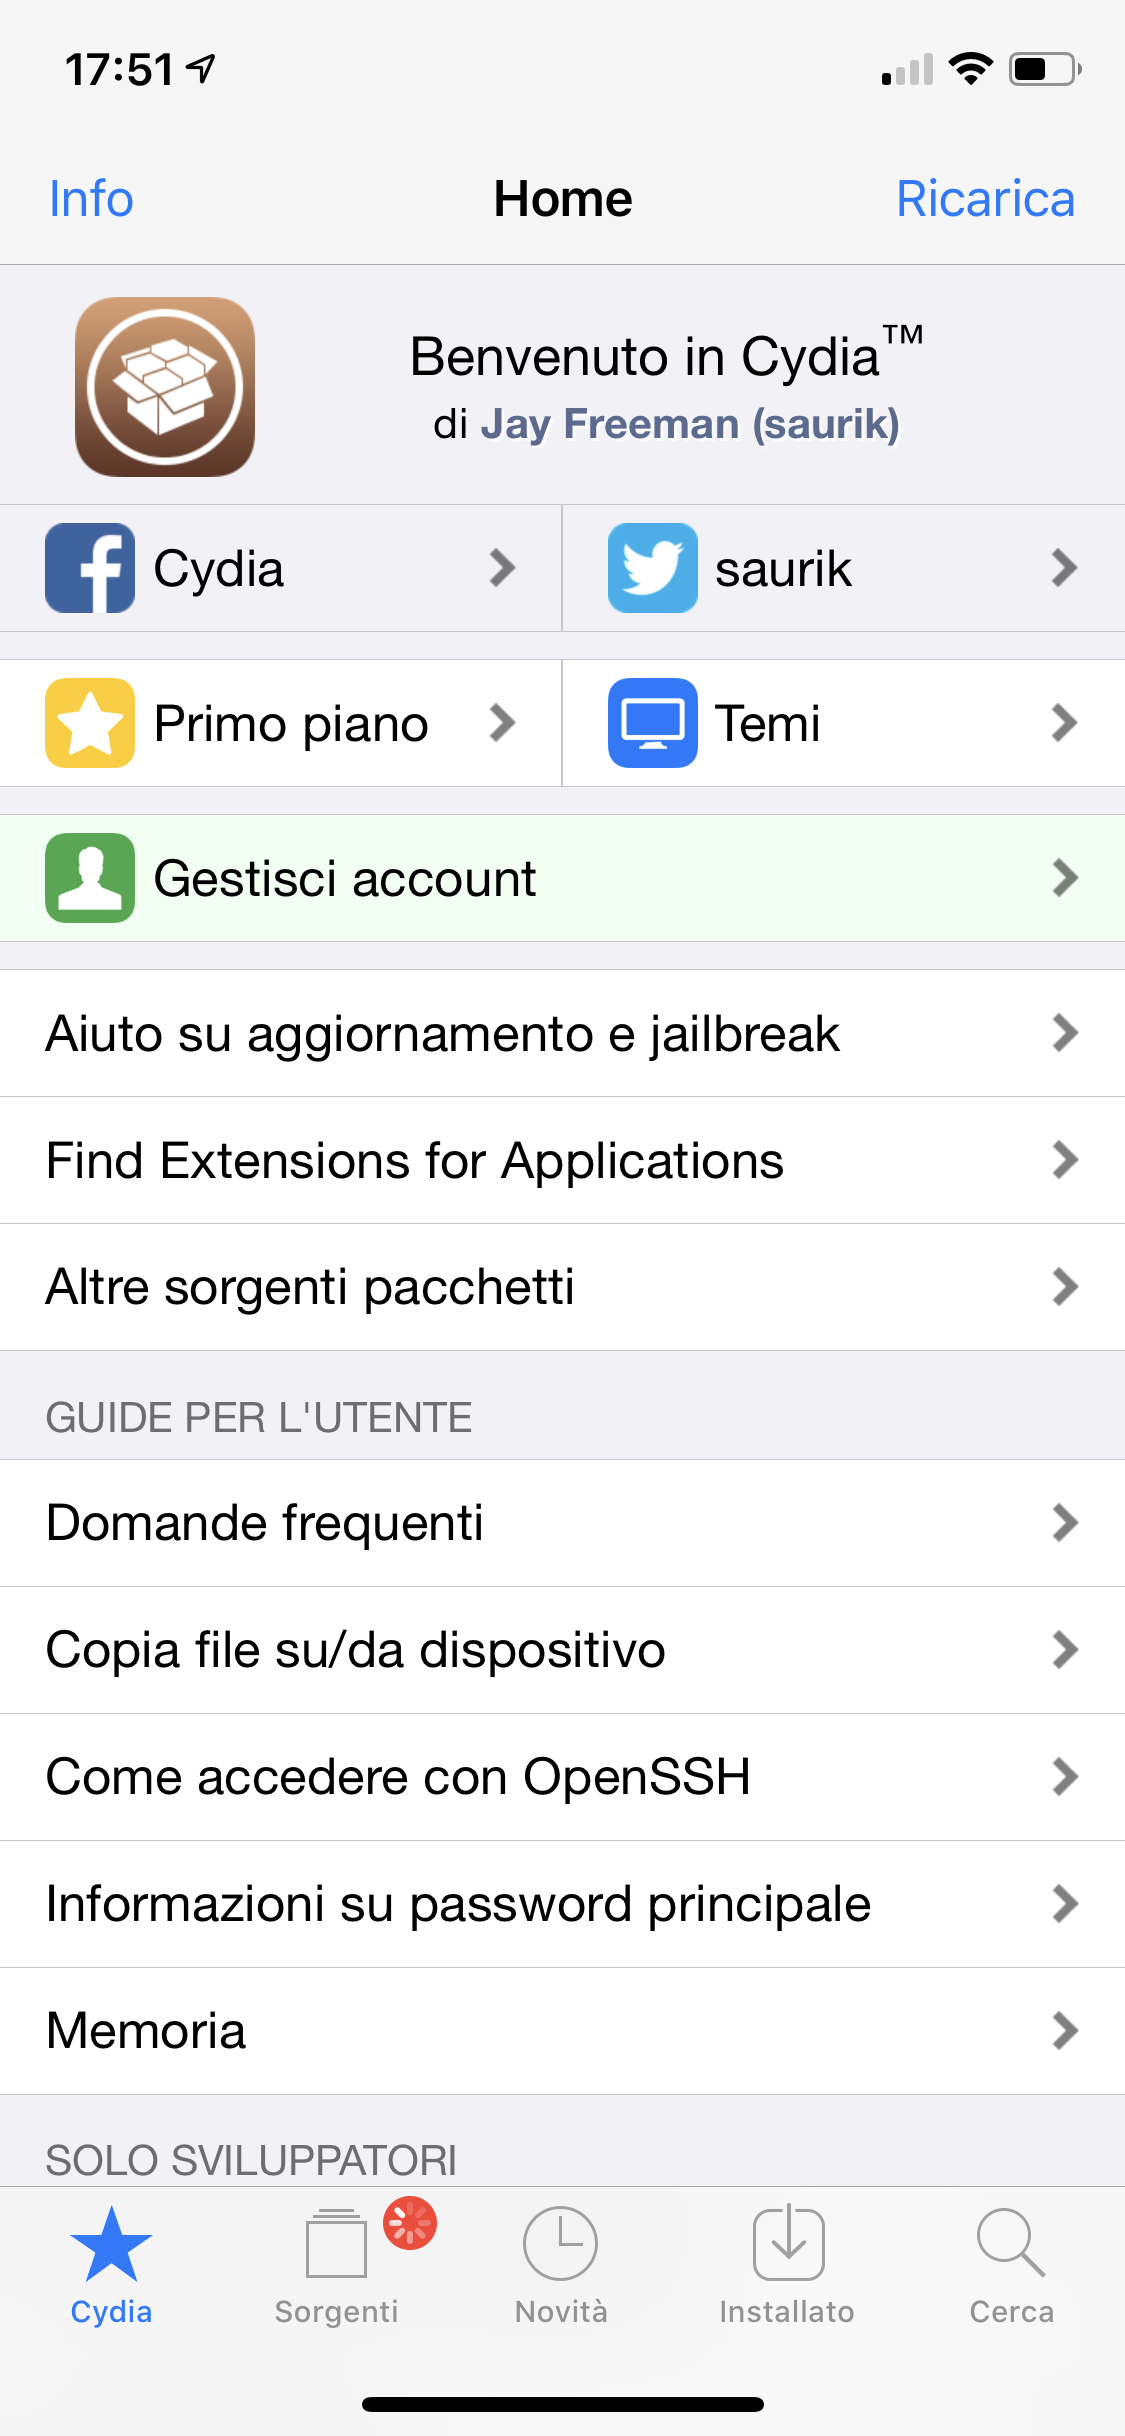 17:51
Info Home Ricarica
Benvenuto in Cydia™
di Jay Freeman (saurik)
Cydia saurik
Primo piano Temi
Gestisci account
Aiuto su aggiornamento e jailbreak
Find Extensions for Applications
Altre sorgenti pacchetti
GUIDE PER L'UTENTE
Domande frequenti
Copia file su/da dispositivo
Come accedere con OpenSSH
Informazioni su password principale
Memoria
SOLO SVILUPPATORI
Cydia Sorgenti Novità Installato Cerca